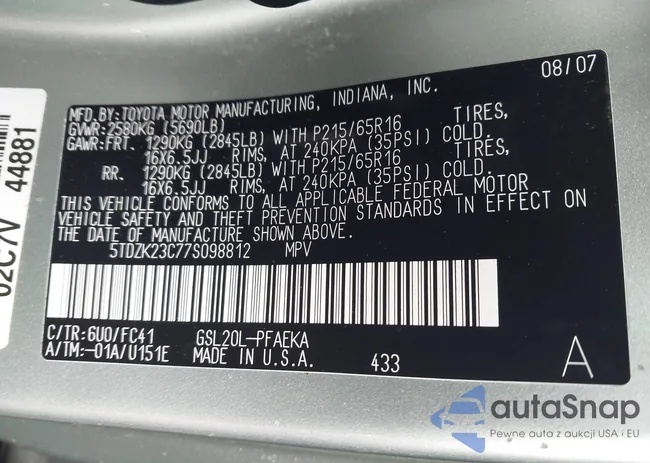 08/07
MFD.BY:TOYOTA MOTOR MANUFACTURING, INDIANA, INC.
GVWR:2580KG (5690LB)
GAWR:FRT. 1290KG (2845LB) WITH P215/65R16 TIRES,
16X6.5JJ RIMS, AT 240KPA (35PSI) COLD.
RR. 1290KG (2845LB) WITH P215/65R16 TIRES,
16X6.5JJ RIMS, AT 240KPA (35PSI) COLD.
THIS VEHICLE CONFORMS TO ALL APPLICABLE FEDERAL MOTOR
VEHICLE SAFETY AND THEFT PREVENTION STANDARDS IN EFFECT ON
THE DATE OF MANUFACTURE SHOWN ABOVE.
5TDZK23C77S098812 MPV
C/TR:6U0/FC41 GSL20L-PFAEKA
A/TM:-01A/U151E MADE IN U.S.A. 433 A
02C7V 44881
autaSnap
Pewne auta z aukcji USA i EU